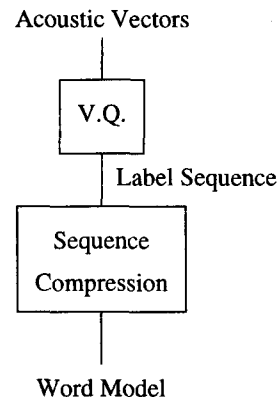 Acoustic Vectors
V.Q.
Label Sequence
Sequence
Compression
Word Model